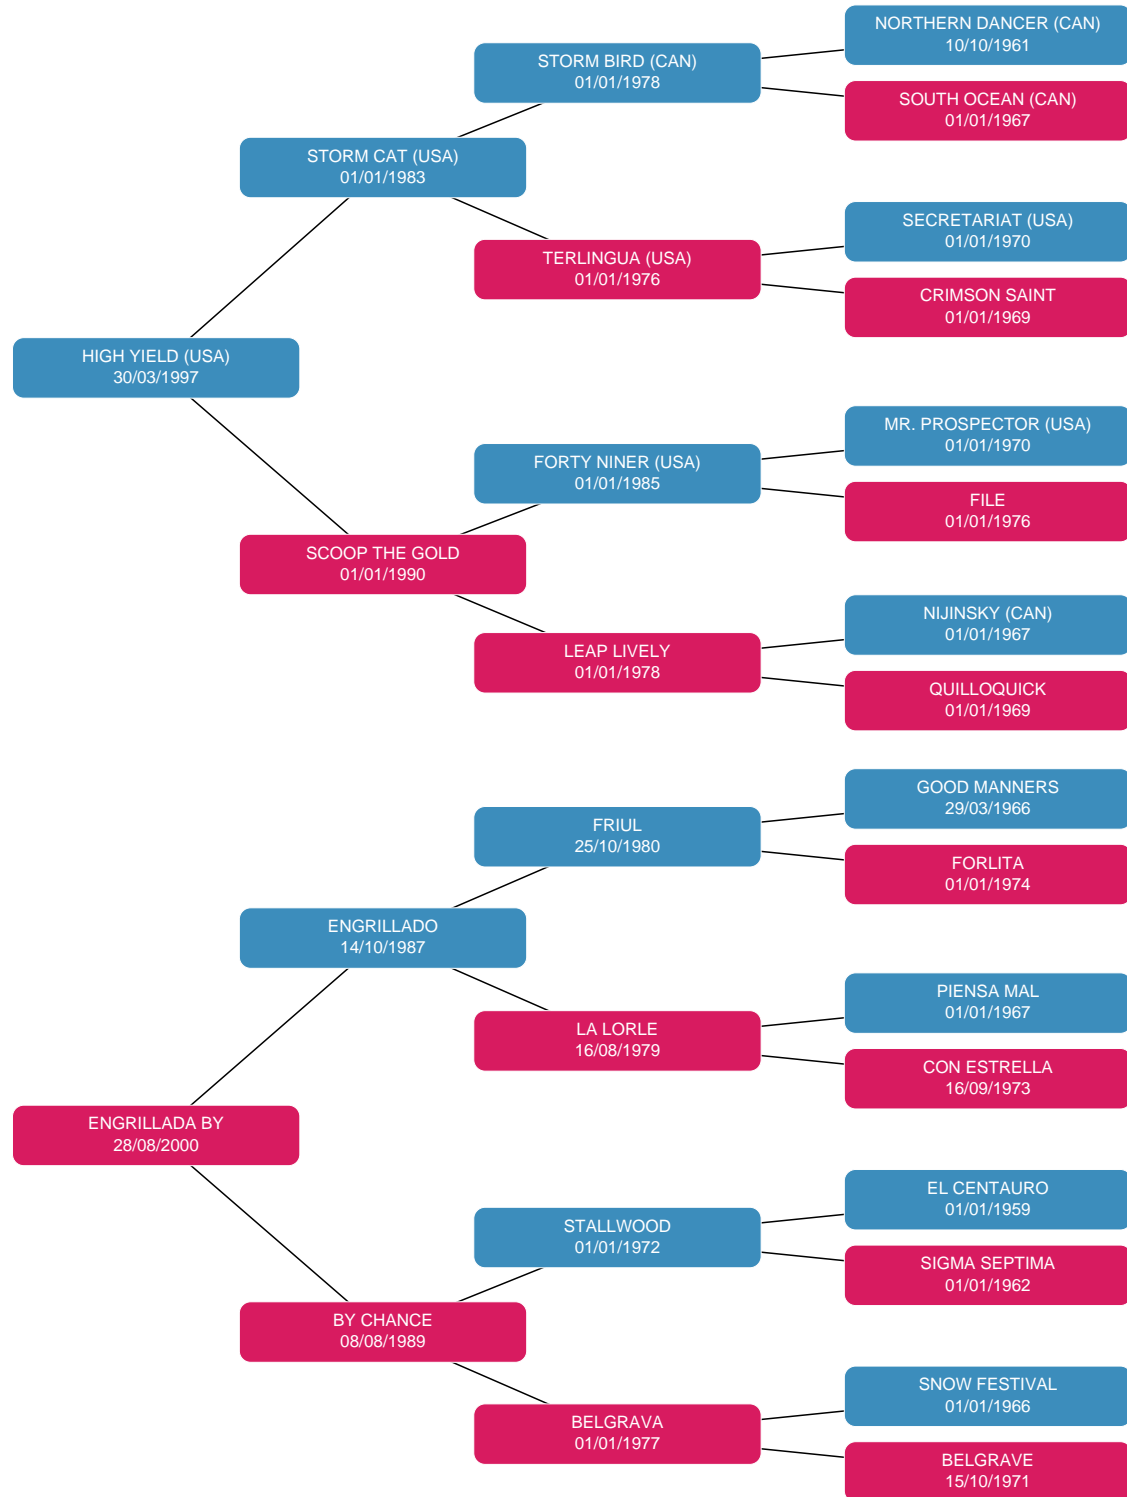 NORTHERN DANCER (CAN)
10/10/1961
STORM BIRD (CAN)
01/01/1978
SOUTH OCEAN (CAN)
01/01/1967
STORM CAT (USA)
01/01/1983
SECRETARIAT (USA)
01/01/1970
TERLINGUA (USA)
01/01/1976
CRIMSON SAINT
01/01/1969
HIGH YIELD (USA)
30/03/1997
MR. PROSPECTOR (USA)
01/01/1970
FORTY NINER (USA)
01/01/1985
FILE
01/01/1976
SCOOP THE GOLD
01/01/1990
NIJINSKY (CAN)
01/01/1967
LEAP LIVELY
01/01/1978
QUILLOQUICK
01/01/1969
GOOD MANNERS
29/03/1966
FRIUL
25/10/1980
FORLITA
01/01/1974
ENGRILLADO
14/10/1987
PIENSA MAL
01/01/1967
LA LORLE
16/08/1979
CON ESTRELLA
16/09/1973
ENGRILLADA BY
28/08/2000
EL CENTAURO
01/01/1959
STALLWOOD
01/01/1972
SIGMA SEPTIMA
01/01/1962
BY CHANCE
08/08/1989
SNOW FESTIVAL
01/01/1966
BELGRAVA
01/01/1977
BELGRAVE
15/10/1971